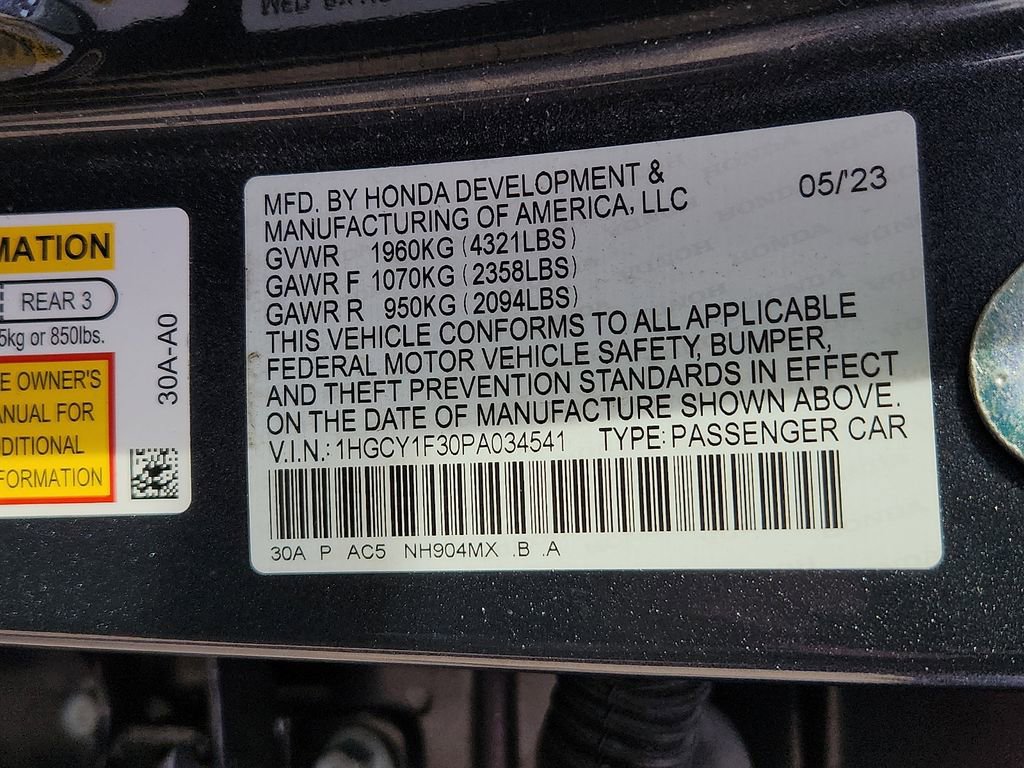 MATION
REAR 3
5kg or 850lbs.
E OWNER'S
ANUAL FOR
DDITIONAL
FORMATION
30A-A0
MFD. BY HONDA DEVELOPMENT &
MANUFACTURING OF AMERICA, LLC
05/'23
GVWR 1960KG (4321LBS)
GAWR F 1070KG (2358LBS)
GAWR R 950KG (2094LBS)
THIS VEHICLE CONFORMS TO ALL APPLICABLE
FEDERAL MOTOR VEHICLE SAFETY, BUMPER,
AND THEFT PREVENTION STANDARDS IN EFFECT
ON THE DATE OF MANUFACTURE SHOWN ABOVE.
V.I.N.: 1HGCY1F30PA034541 TYPE: PASSENGER CAR
30A P AC5 NH904MX .B .A